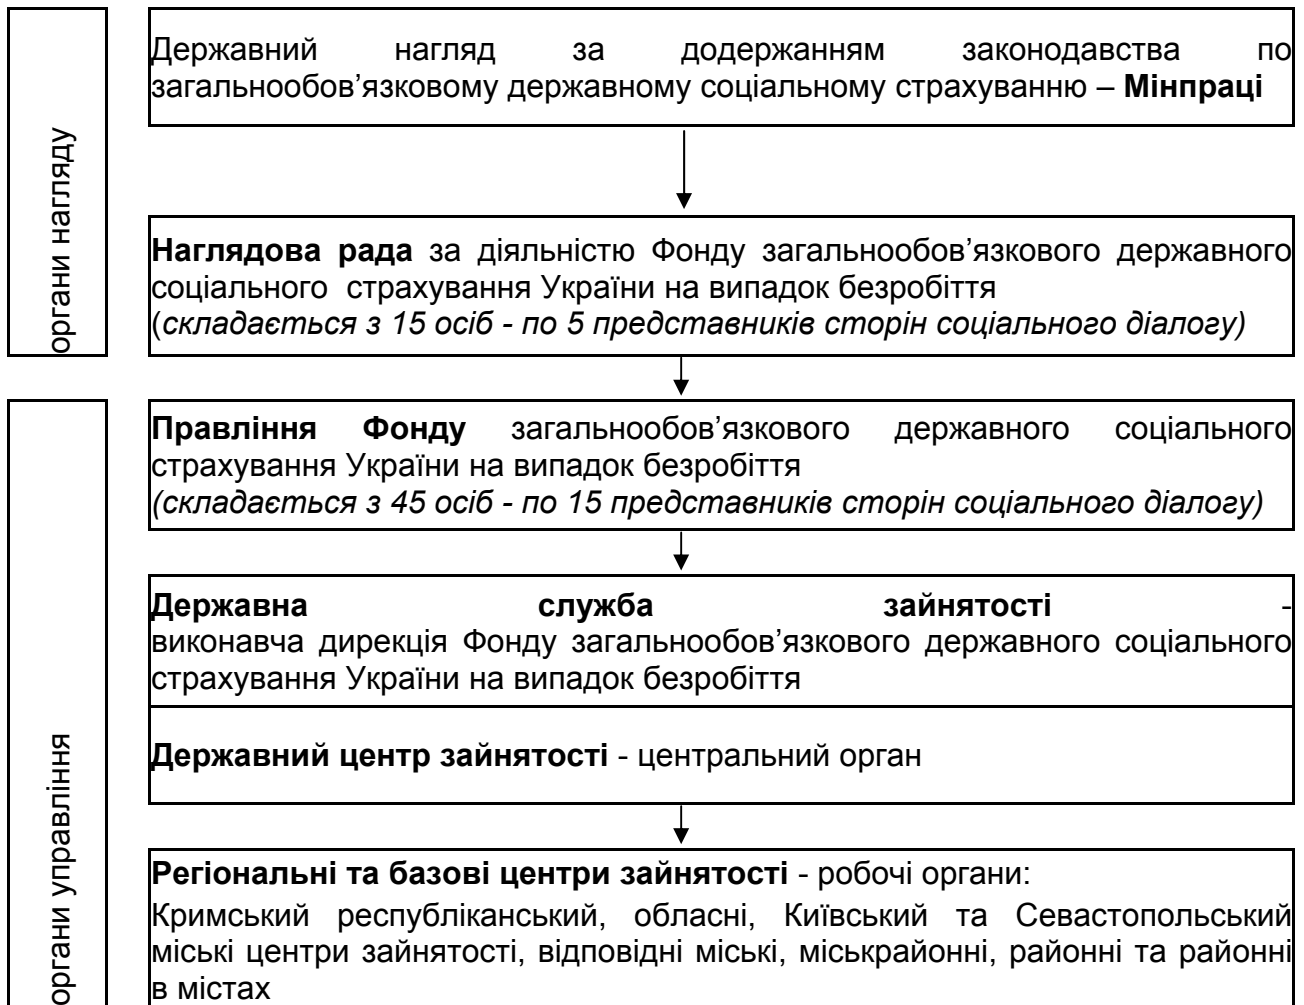 органи нагляду
Державний нагляд за додержанням законодавства по
загальнообов’язковому державному соціальному страхуванню – Мінпраці
Наглядова рада за діяльністю Фонду загальнообов’язкового державного
соціального страхування України на випадок безробіття
(складається з 15 осіб - по 5 представників сторін соціального діалогу)
органи управління
Правління Фонду загальнообов’язкового державного соціального
страхування України на випадок безробіття
(складається з 45 осіб - по 15 представників сторін соціального діалогу)
Державна служба зайнятості -
виконавча дирекція Фонду загальнообов’язкового державного соціального
страхування України на випадок безробіття
Державний центр зайнятості - центральний орган
Регіональні та базові центри зайнятості - робочі органи:
Кримський республіканський, обласні, Київський та Севастопольський
міські центри зайнятості, відповідні міські, міськрайонні, районні та районні
в містах